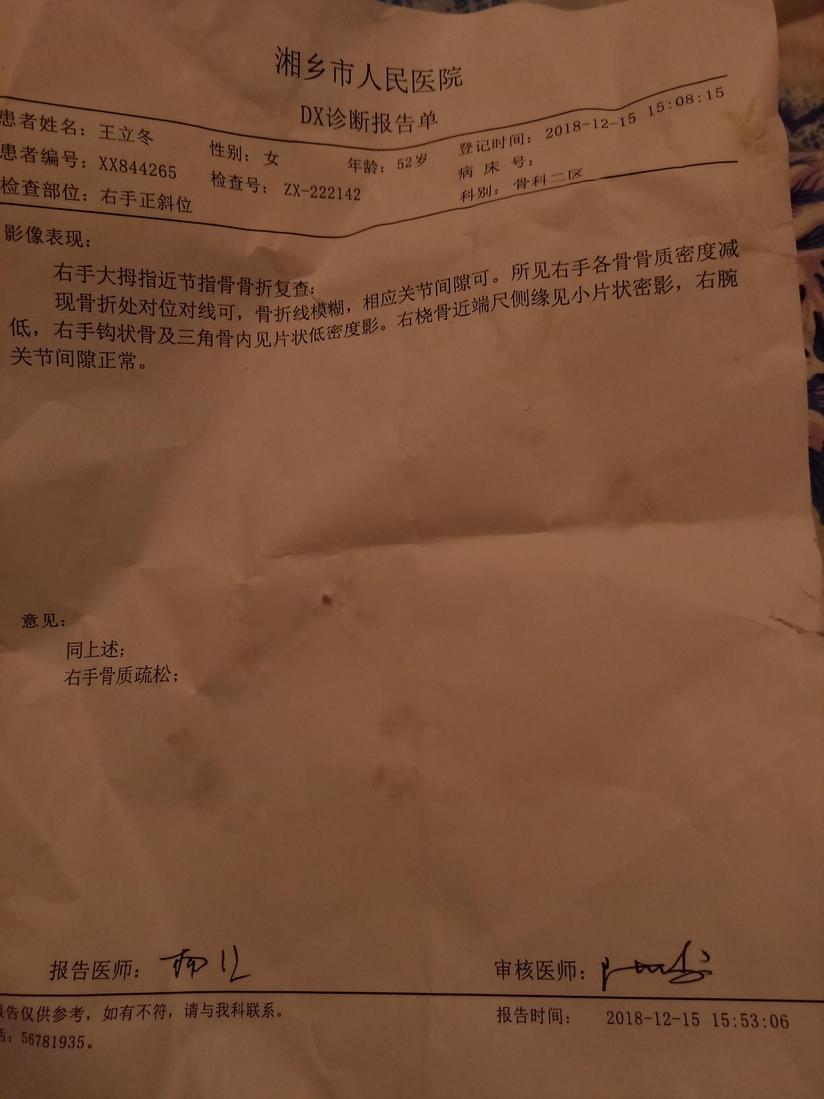 湘乡市人民医院
DX诊断报告单
患者姓名：王立冬 性别：女 年龄：52岁 登记时间：2018-12-15 15:08:15
患者编号：XX844265 检查号：ZX-222142 病 床 号：
检查部位：右手正斜位 科别：骨科二区
影像表现：
右手大拇指近节指骨骨折复查：
现骨折处对位对线可，骨折线模糊，相应关节间隙可。所见右手各骨骨质密度减
低，右手钩状骨及三角骨内见片状低密度影。右桡骨近端尺侧缘见小片状密影，右腕
关节间隙正常。
意见：
同上述；
右手骨质疏松；
报告医师： 审核医师：
报告仅供参考，如有不符，请与我科联系。 报告时间： 2018-12-15 15:53:06
话：56781935。